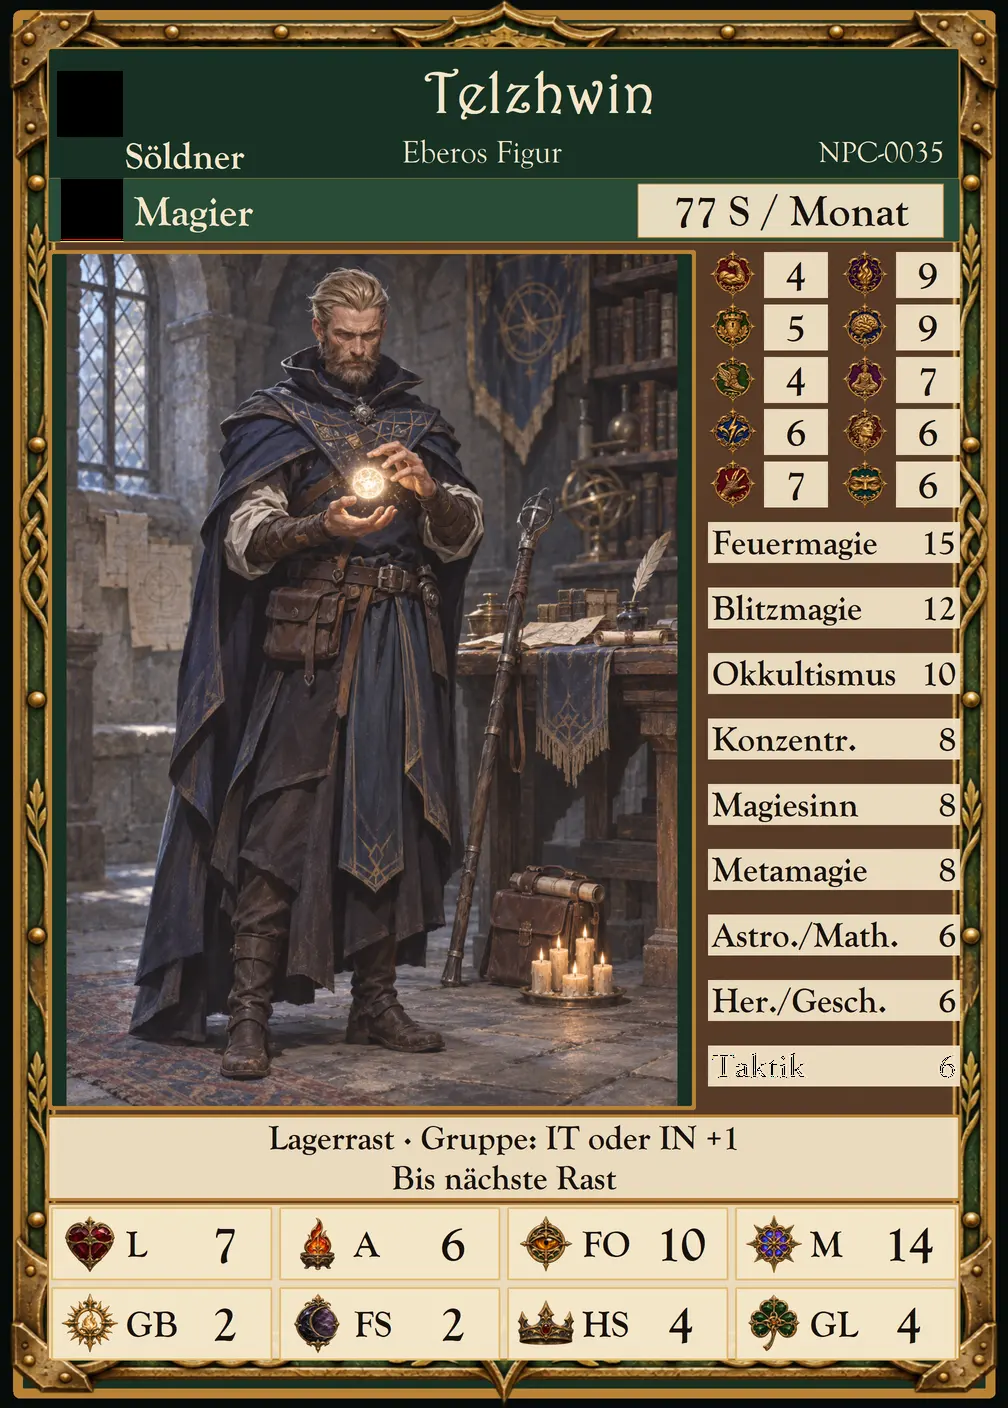 Telzhwin
Söldner
Eberos Figur
NPC-0035
Magier
77 S / Monat
4 9
5 9
4 7
6 6
7 6
Feuermagie 15
Blitzmagie 12
Okkultismus 10
Konzentr. 8
Magiesinn 8
Metamagie 8
Astro./Math. 6
Her./Gesch. 6
Taktik 6
Lagerrast · Gruppe: IT oder IN +1
Bis nächste Rast
L 7
A 6
FO 10
M 14
GB 2
FS 2
HS 4
GL 4